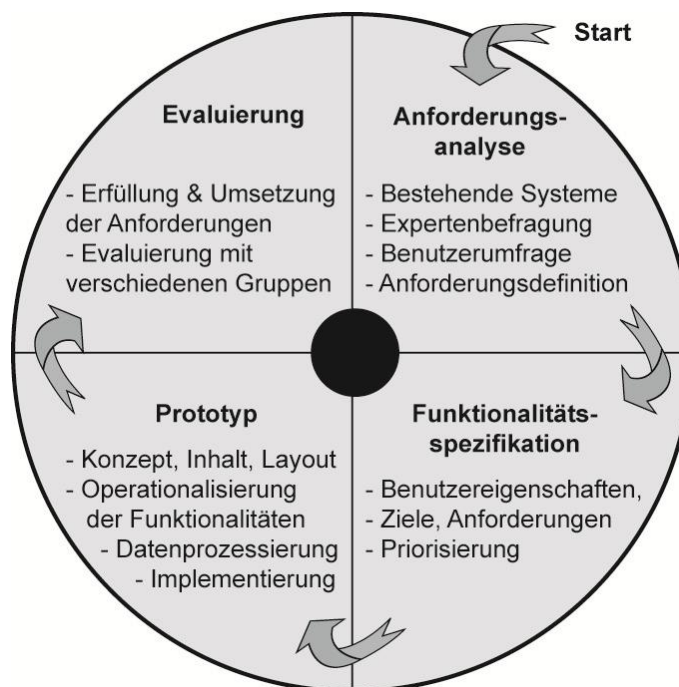 Start
Anforderungs-
analyse
- Bestehende Systeme
- Expertenbefragung
- Benutzerumfrage
- Anforderungsdefinition
Funktionalitäts-
spezifikation
- Benutzereigenschaften,
- Ziele, Anforderungen
- Priorisierung
Prototyp
- Konzept, Inhalt, Layout
- Operationalisierung
der Funktionalitäten
- Datenprozessierung
- Implementierung
Evaluierung
- Erfüllung & Umsetzung
der Anforderungen
- Evaluierung mit
verschiedenen Gruppen